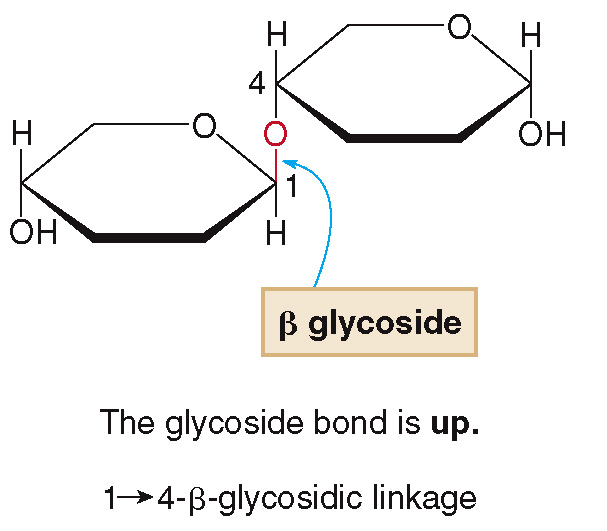 H O H
4
H O O OH
1
OH H
β glycoside
The glycoside bond is up.
1→4-β-glycosidic linkage